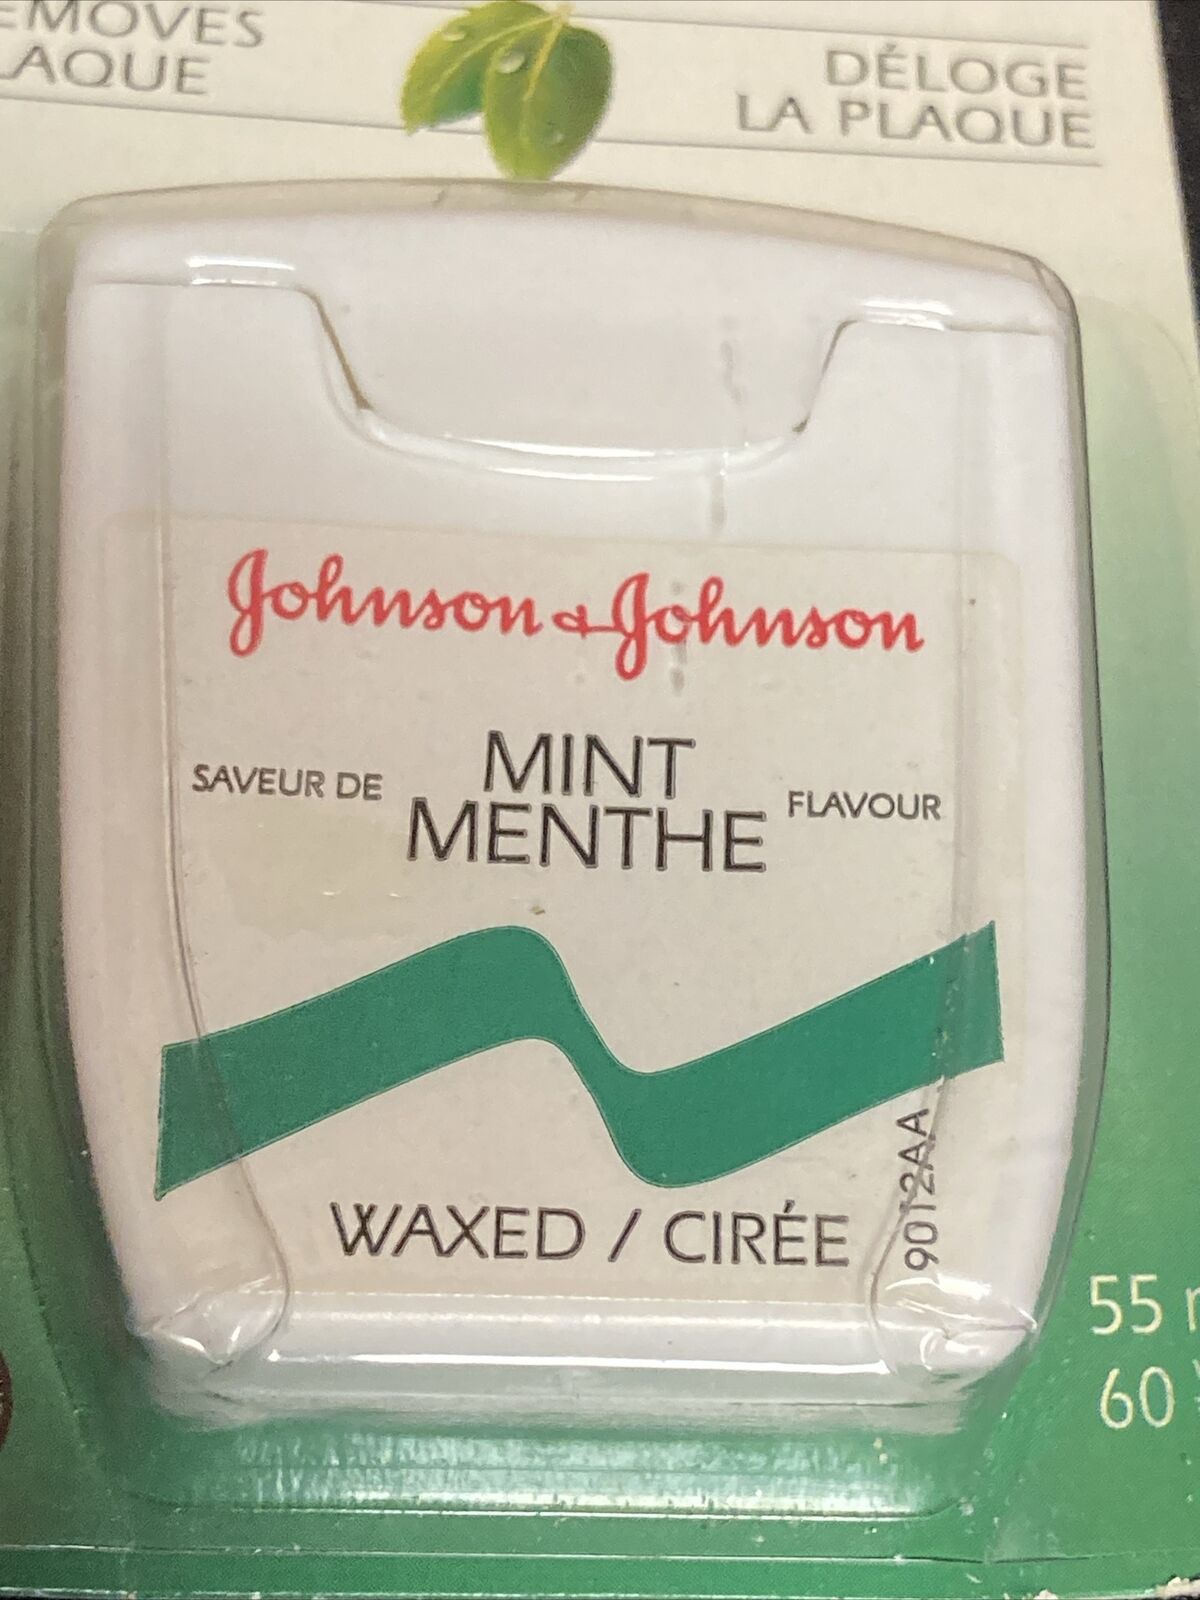 EMOVES
LAQUE
DÉLOGE
LA PLAQUE
Johnson & Johnson
SAVEUR DE MINT MENTHE FLAVOUR
WAXED / CIRÉE
9012AA
55
60